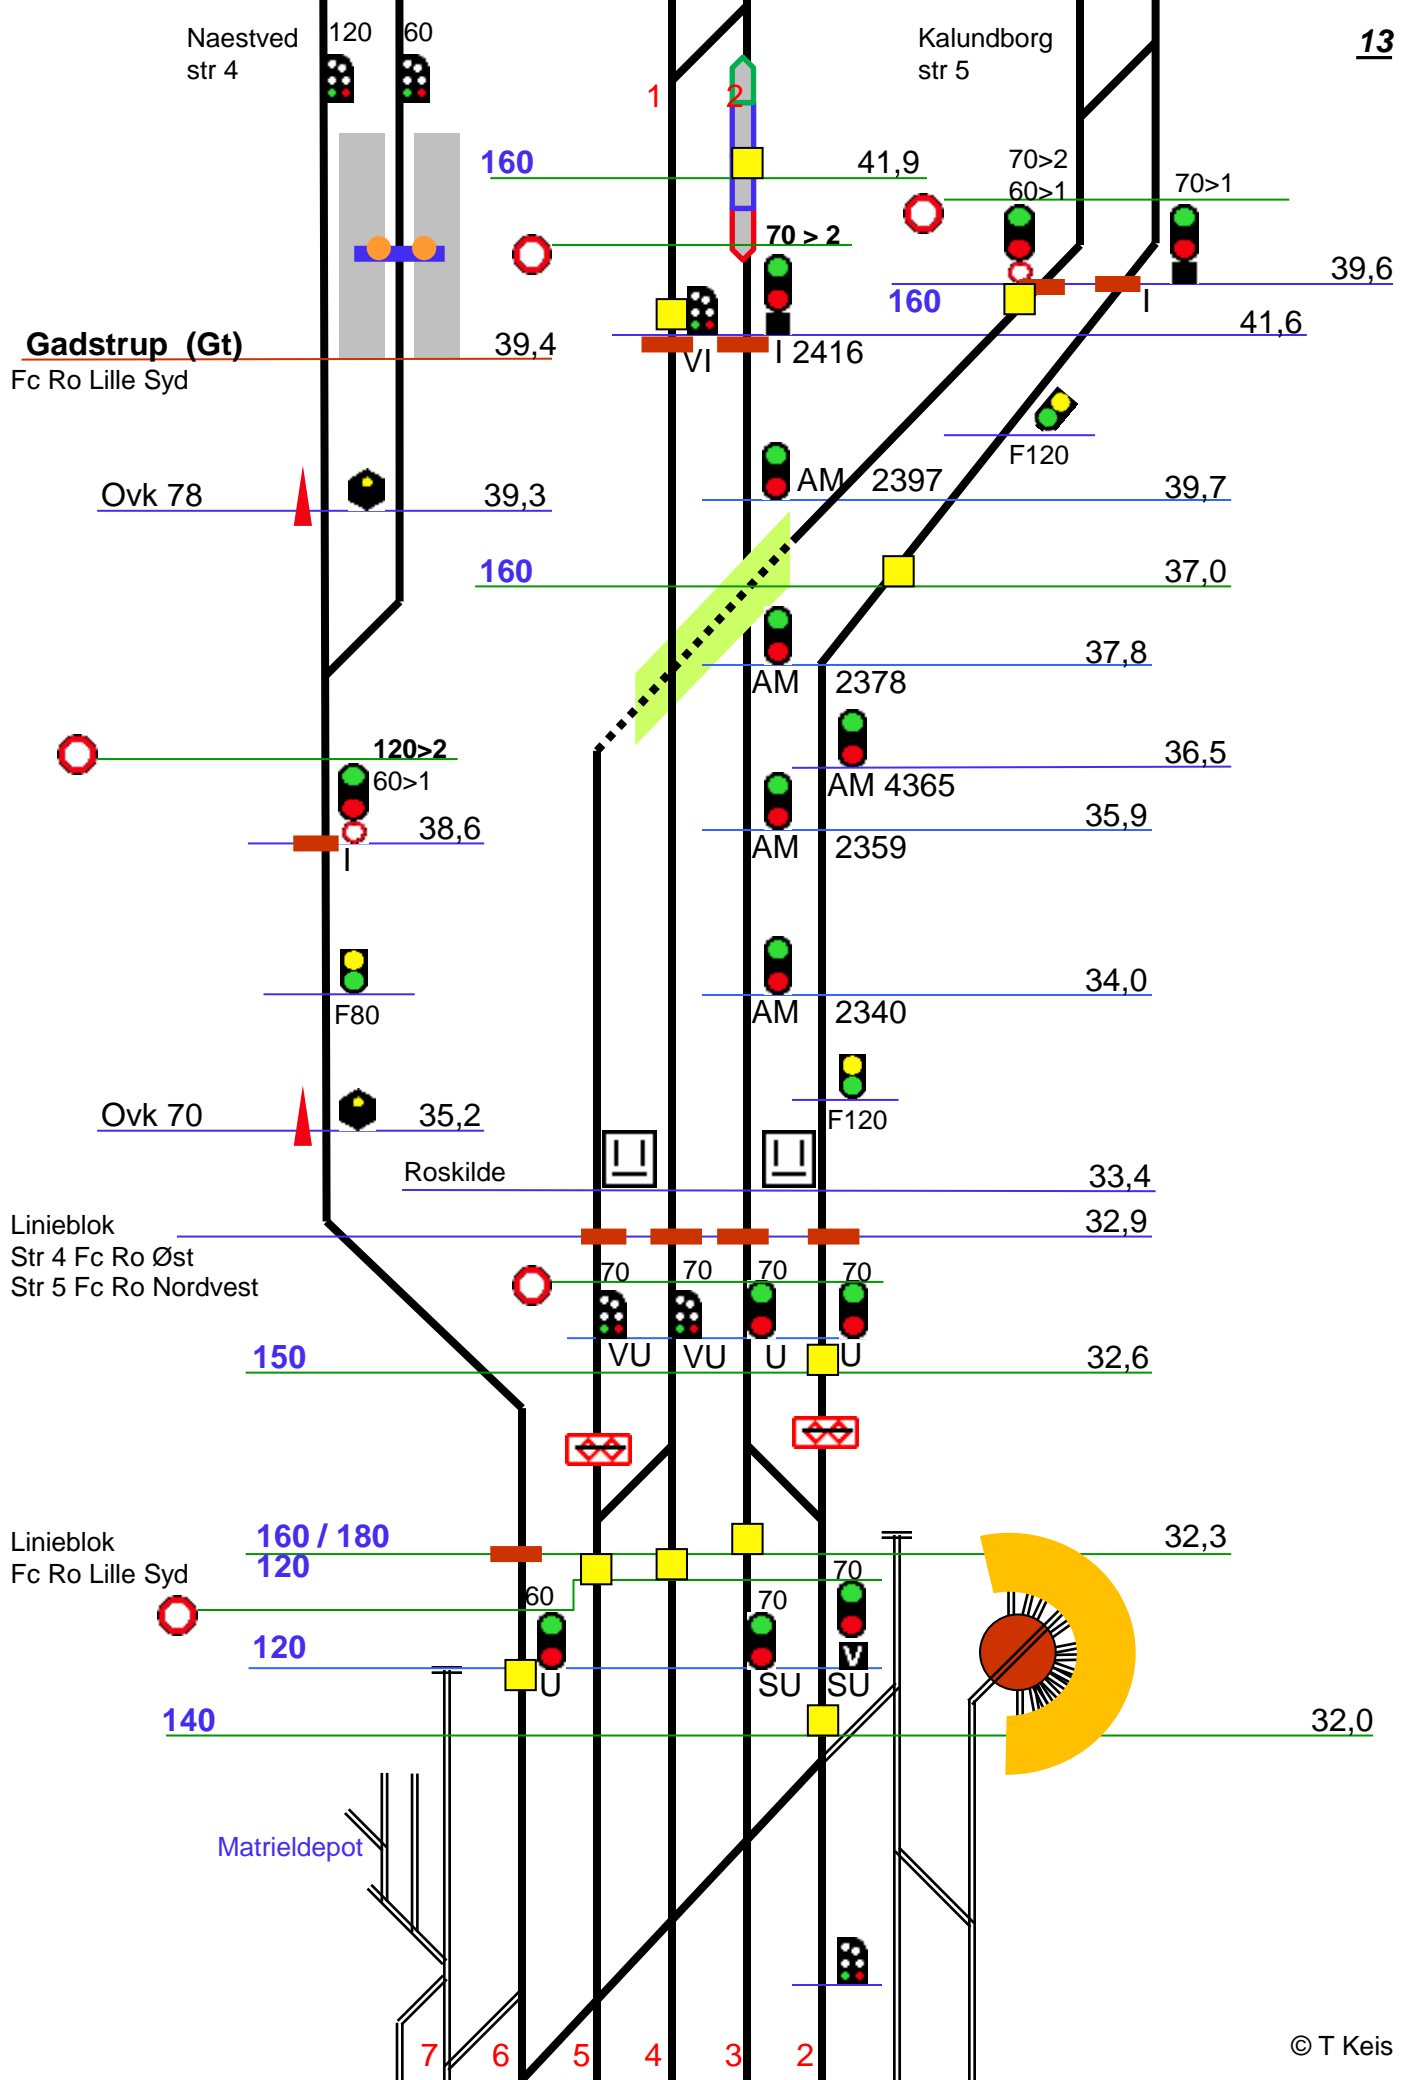 Naestved
str 4
120
60
Kalundborg
str 5
13
1
2
160
41,9
70>2
60>1
70>1
70 > 2
39,6
160
I
41,6
Gadstrup (Gt)
39,4
VI
I 2416
Fc Ro Lille Syd
F120
Ovk 78
39,3
AM 2397
39,7
160
37,0
37,8
AM 2378
120>2
60>1
36,5
AM 4365
38,6
I
35,9
AM 2359
F80
34,0
AM 2340
F120
Ovk 70
35,2
Roskilde
33,4
Linieblok
32,9
Str 4 Fc Ro Øst
Str 5 Fc Ro Nordvest
70
70
70
70
VU
VU
U
U
150
32,6
Linieblok
160 / 180
32,3
Fc Ro Lille Syd
120
60
70
70
V
120
U
SU
SU
140
32,0
Matrieldepot
7
6
5
4
3
2
© T Keis